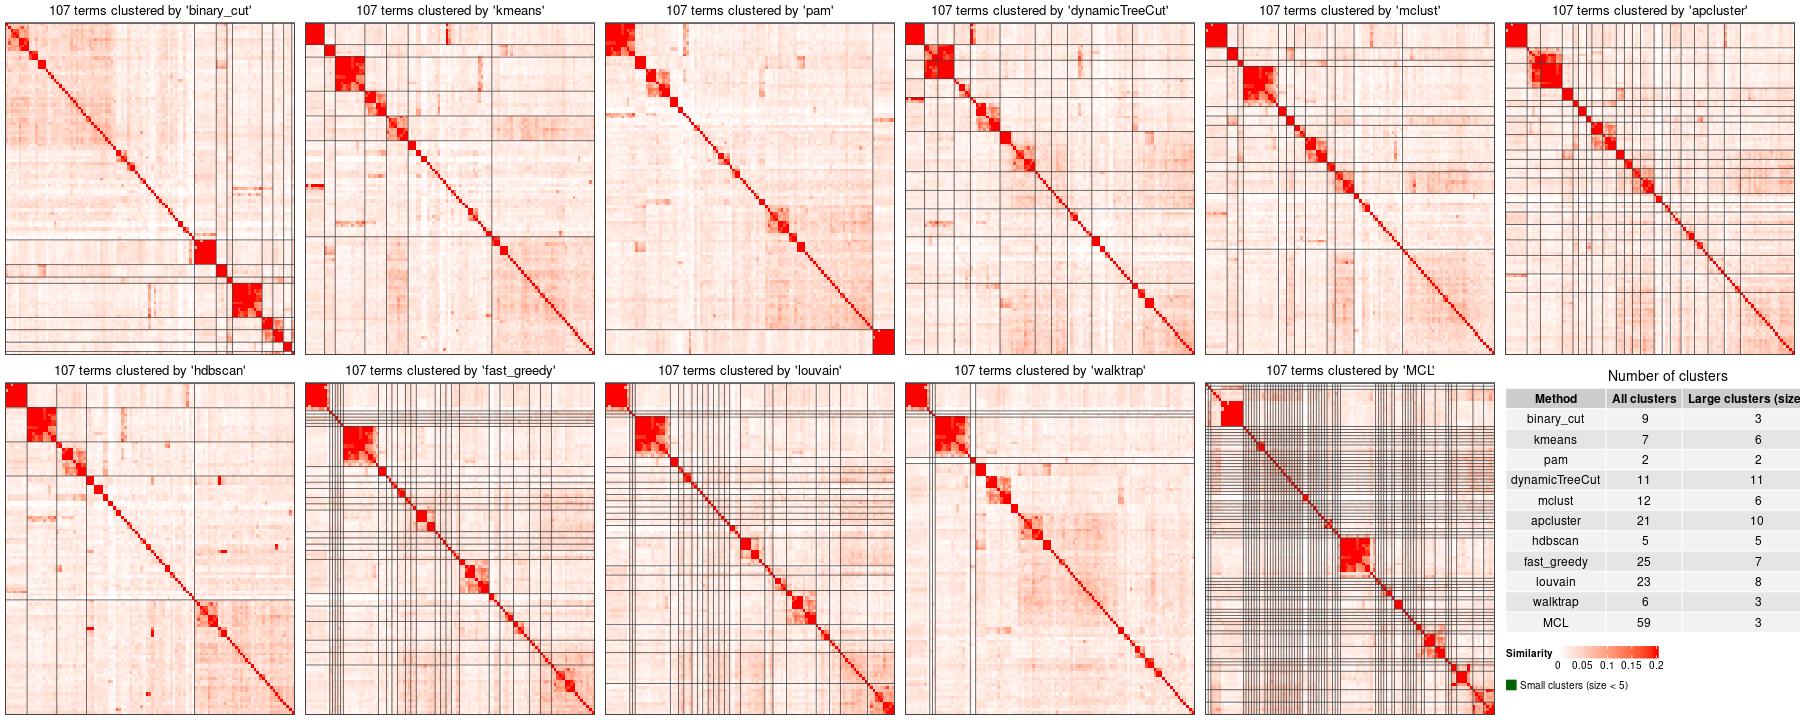 107 terms clustered by 'binary_cut'
107 terms clustered by 'kmeans'
107 terms clustered by 'pam'
107 terms clustered by 'dynamicTreeCut'
107 terms clustered by 'mclust'
107 terms clustered by 'apcluster'
107 terms clustered by 'hdbscan'
107 terms clustered by 'fast_greedy'
107 terms clustered by 'louvain'
107 terms clustered by 'walktrap'
107 terms clustered by 'MCL'
Number of clusters
Method All clusters Large clusters (size
binary_cut 9 3
kmeans 7 6
pam 2 2
dynamicTreeCut 11 11
mclust 12 6
apcluster 21 10
hdbscan 5 5
fast_greedy 25 7
louvain 23 8
walktrap 6 3
MCL 59 3
Similarity
0 0.05 0.1 0.15 0.2
Small clusters (size < 5)